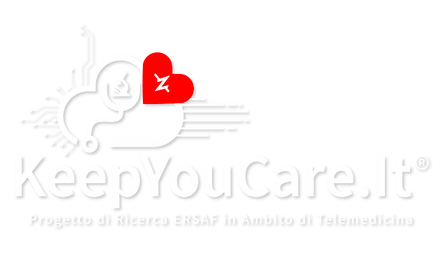 KeepYouCare.It®
Progetto di Ricerca ERSAF in Ambito di Telemedicina